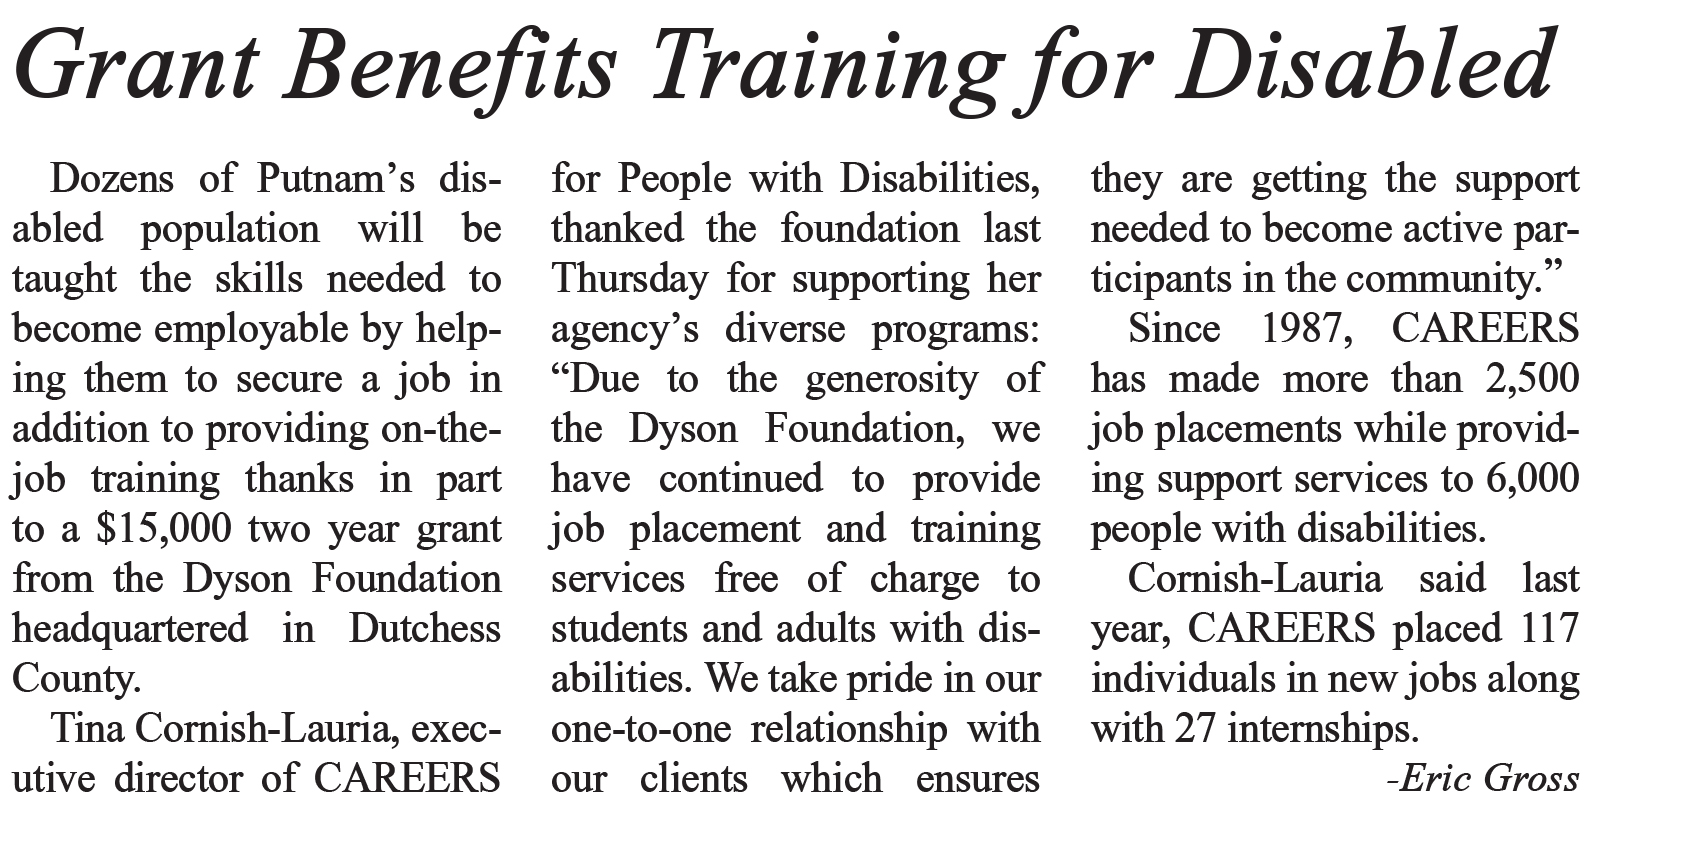 Grant Benefits Training for Disabled
Dozens of Putnam’s dis-
abled population will be
taught the skills needed to
become employable by help-
ing them to secure a job in
addition to providing on-the-
job training thanks in part
to a $15,000 two year grant
from the Dyson Foundation
headquartered in Dutchess
County.
Tina Cornish-Lauria, exec-
utive director of CAREERS
for People with Disabilities,
thanked the foundation last
Thursday for supporting her
agency’s diverse programs:
“Due to the generosity of
the Dyson Foundation, we
have continued to provide
job placement and training
services free of charge to
students and adults with dis-
abilities. We take pride in our
one-to-one relationship with
our clients which ensures
they are getting the support
needed to become active par-
ticipants in the community.”
Since 1987, CAREERS
has made more than 2,500
job placements while provid-
ing support services to 6,000
people with disabilities.
Cornish-Lauria said last
year, CAREERS placed 117
individuals in new jobs along
with 27 internships.
-Eric Gross